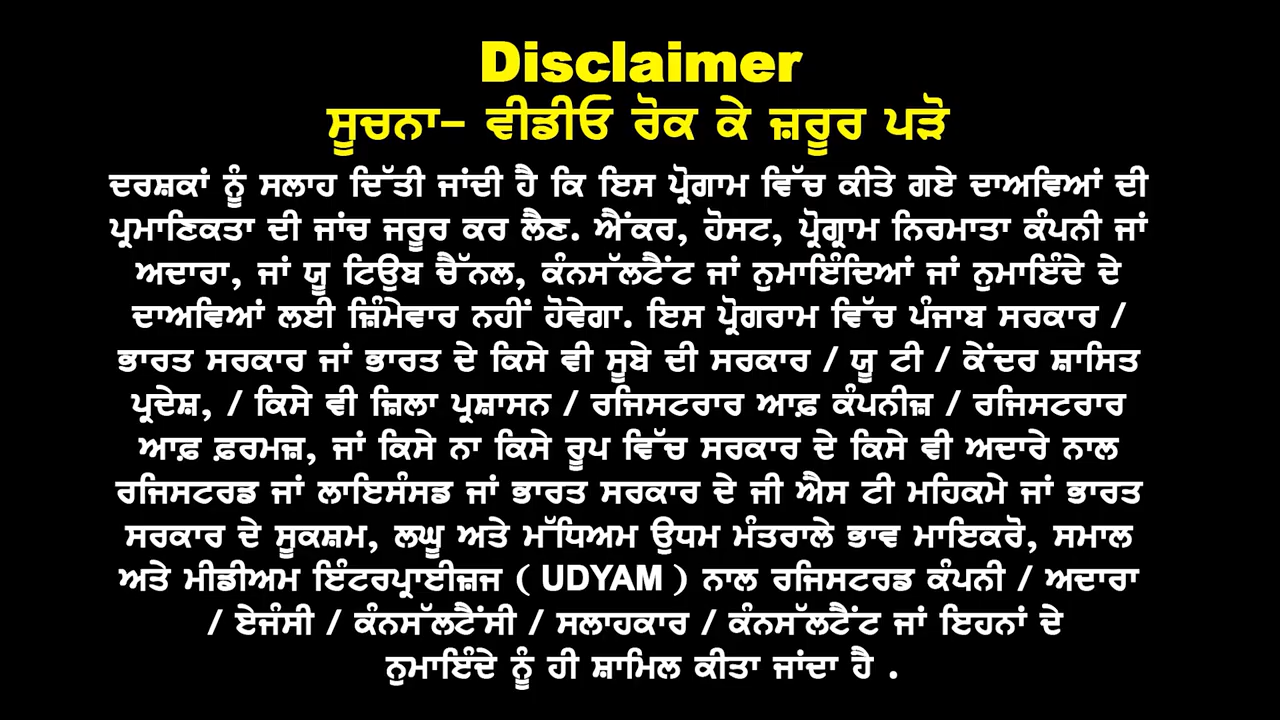 Disclaimer
ਸੂਚਨਾ- ਵੀਡੀਓ ਰੋਕ ਕੇ ਜ਼ਰੂਰ ਪੜੋ
ਦਰਸ਼ਕਾਂ ਨੂੰ ਸਲਾਹ ਦਿੱਤੀ ਜਾਂਦੀ ਹੈ ਕਿ ਇਸ ਪ੍ਰੋਗਾਮ ਵਿੱਚ ਕੀਤੇ ਗਏ ਦਾਅਵਿਆਂ ਦੀ
ਪ੍ਰਮਾਣਿਕਤਾ ਦੀ ਜਾਂਚ ਜਰੂਰ ਕਰ ਲੈਣ. ਐਂਕਰ, ਹੋਸਟ, ਪ੍ਰੋਗ੍ਰਾਮ ਨਿਰਮਾਤਾ ਕੰਪਨੀ ਜਾਂ
ਅਦਾਰਾ, ਜਾਂ ਯੂ ਟਿਉਬ ਚੈੱਨਲ, ਕੰਨਸੱਲਟੈਂਟ ਜਾਂ ਨੁਮਾਇੰਦਿਆਂ ਜਾਂ ਨੁਮਾਇੰਦੇ ਦੇ
ਦਾਅਵਿਆਂ ਲਈ ਜ਼ਿੰਮੇਵਾਰ ਨਹੀਂ ਹੋਵੇਗਾ. ਇਸ ਪ੍ਰੋਗਰਾਮ ਵਿੱਚ ਪੰਜਾਬ ਸਰਕਾਰ /
ਭਾਰਤ ਸਰਕਾਰ ਜਾਂ ਭਾਰਤ ਦੇ ਕਿਸੇ ਵੀ ਸੂਬੇ ਦੀ ਸਰਕਾਰ / ਯੂ ਟੀ / ਕੇਂਦਰ ਸ਼ਾਸਿਤ
ਪ੍ਰਦੇਸ਼, / ਕਿਸੇ ਵੀ ਜ਼ਿਲਾ ਪ੍ਰਸ਼ਾਸਨ / ਰਜਿਸਟਰਾਰ ਆਫ਼ ਕੰਪਨੀਜ਼ / ਰਜਿਸਟਰਾਰ
ਆਫ਼ ਫ਼ਰਮਜ਼, ਜਾਂ ਕਿਸੇ ਨਾ ਕਿਸੇ ਰੂਪ ਵਿੱਚ ਸਰਕਾਰ ਦੇ ਕਿਸੇ ਵੀ ਅਦਾਰੇ ਨਾਲ
ਰਜਿਸਟਰਡ ਜਾਂ ਲਾਇਸੰਸਡ ਜਾਂ ਭਾਰਤ ਸਰਕਾਰ ਦੇ ਜੀ ਐਸ ਟੀ ਮਹਿਕਮੇ ਜਾਂ ਭਾਰਤ
ਸਰਕਾਰ ਦੇ ਸੂਕਸ਼ਮ, ਲਘੂ ਅਤੇ ਮੱਧਿਅਮ ਉਧਮ ਮੰਤਰਾਲੇ ਭਾਵ ਮਾਇਕਰੋ, ਸਮਾਲ
ਅਤੇ ਮੀਡੀਅਮ ਇੰਟਰਪ੍ਰਾਈਜ਼ਜ ( UDYAM ) ਨਾਲ ਰਜਿਸਟਰਡ ਕੰਪਨੀ / ਅਦਾਰਾ
/ ਏਜੰਸੀ / ਕੰਨਸੱਲਟੈਂਸੀ / ਸਲਾਹਕਾਰ / ਕੰਨਸੱਲਟੈਂਟ ਜਾਂ ਇਹਨਾਂ ਦੇ
ਨੁਮਾਇੰਦੇ ਨੂੰ ਹੀ ਸ਼ਾਮਿਲ ਕੀਤਾ ਜਾਂਦਾ ਹੈ .